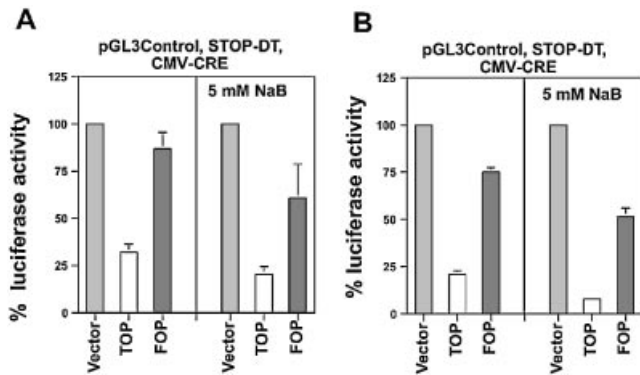 A
pGL3Control, STOP-DT,
CMV-CRE
5 mM NaB
% luciferase activity
125
100
75
50
25
0
Vector
TOP
FOP
Vector
TOP
FOP
B
pGL3Control, STOP-DT,
CMV-CRE
5 mM NaB
% luciferase activity
125
100
75
50
25
0
Vector
TOP
FOP
Vector
TOP
FOP